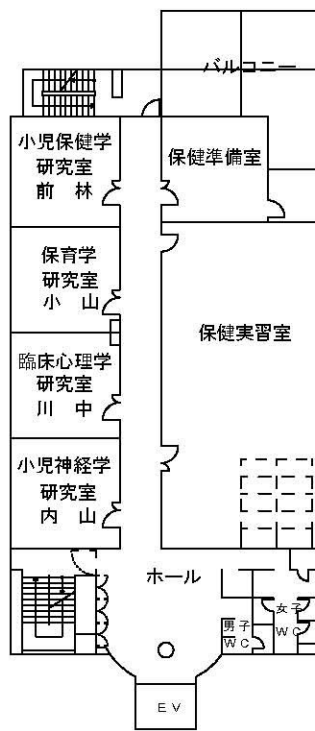 バルコニー
小児保健学
研究室
前　林
保健準備室
保育学
研究室
小　山
保健実習室
臨床心理学
研究室
川　中
小児神経学
研究室
内　山
ホール
女子
WC
男子
WC
EV